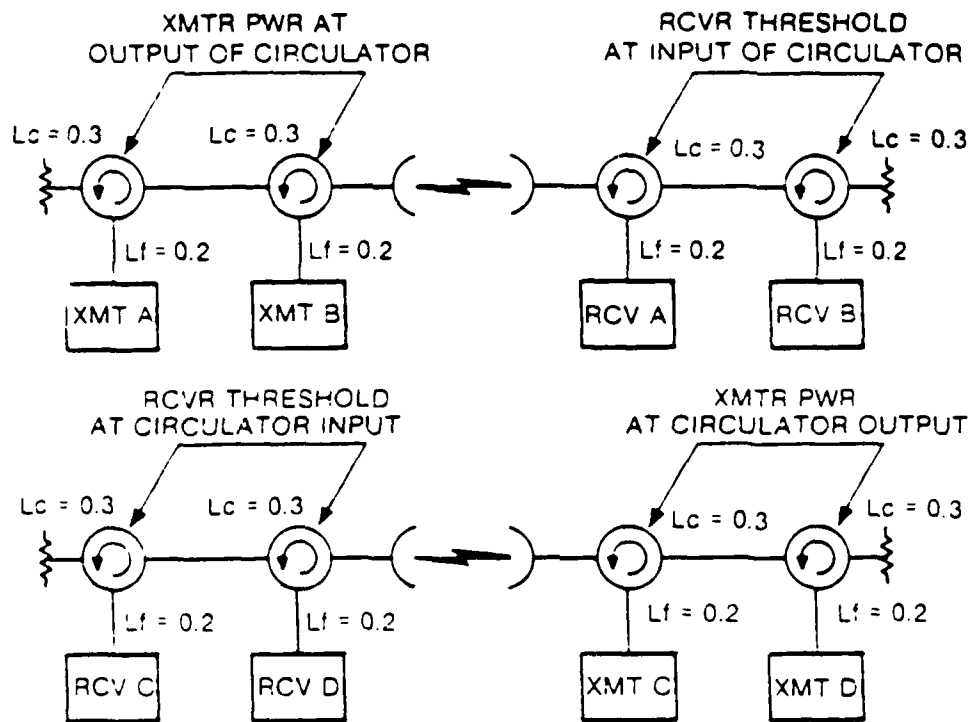 XMTR PWR AT
OUTPUT OF CIRCULATOR
RCVR THRESHOLD
AT INPUT OF CIRCULATOR
Lc = 0.3
Lc = 0.3
Lc = 0.3
Lc = 0.3
Lf = 0.2
Lf = 0.2
Lf = 0.2
Lf = 0.2
XMT A
XMT B
RCV A
RCV B
RCVR THRESHOLD
AT CIRCULATOR INPUT
XMTR PWR
AT CIRCULATOR OUTPUT
Lc = 0.3
Lc = 0.3
Lc = 0.3
Lc = 0.3
Lf = 0.2
Lf = 0.2
Lf = 0.2
Lf = 0.2
RCV C
RCV D
XMT C
XMT D